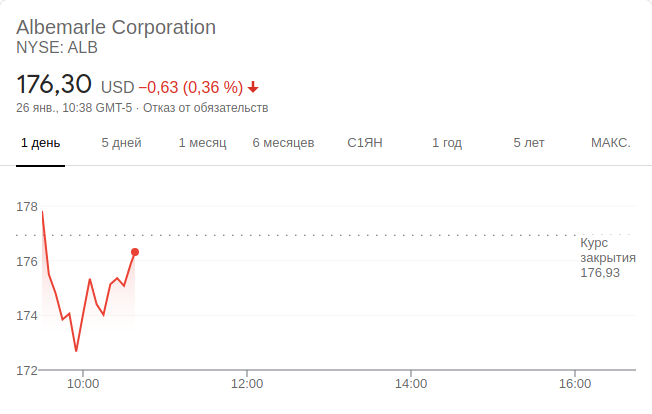 Albemarle Corporation
NYSE: ALB
176,30 USD −0,63 (0,36 %)
26 янв., 10:38 GMT-5 · Отказ от обязательств
1 день 5 дней 1 месяц 6 месяцев С1ЯН 1 год 5 лет МАКС.
178
Курс
закрытия
176,93
176
174
172
10:00 12:00 14:00 16:00